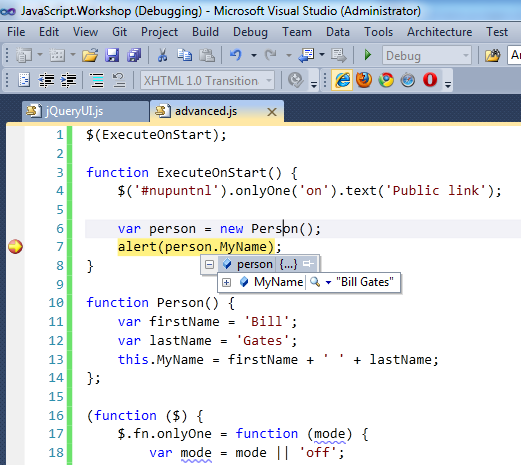 JavaScript.Workshop (Debugging) - Microsoft Visual Studio (Administrator)
File Edit View Nupunt Build Git Debug Team Data Tools Architecture Test
Debug
XHTML 1.0 Transition
jQueryUI.js advanced.js
1 $(ExecuteOnStart);
2
3 function ExecuteOnStart() {
4 $('#nupuntnl').onlyOne('on').text('Public link');
5
6 var person = new Person();
7 alert(person.MyName);
person {...}
8 }
MyName "Bill Gates"
9
10 function Person() {
11 var firstName = 'Bill';
12 var lastName = 'Gates';
13 this.MyName = firstName + ' ' + lastName;
14 };
15
16 (function ($) {
17 $.fn.onlyOne = function (mode) {
18 var mode = mode || 'off';